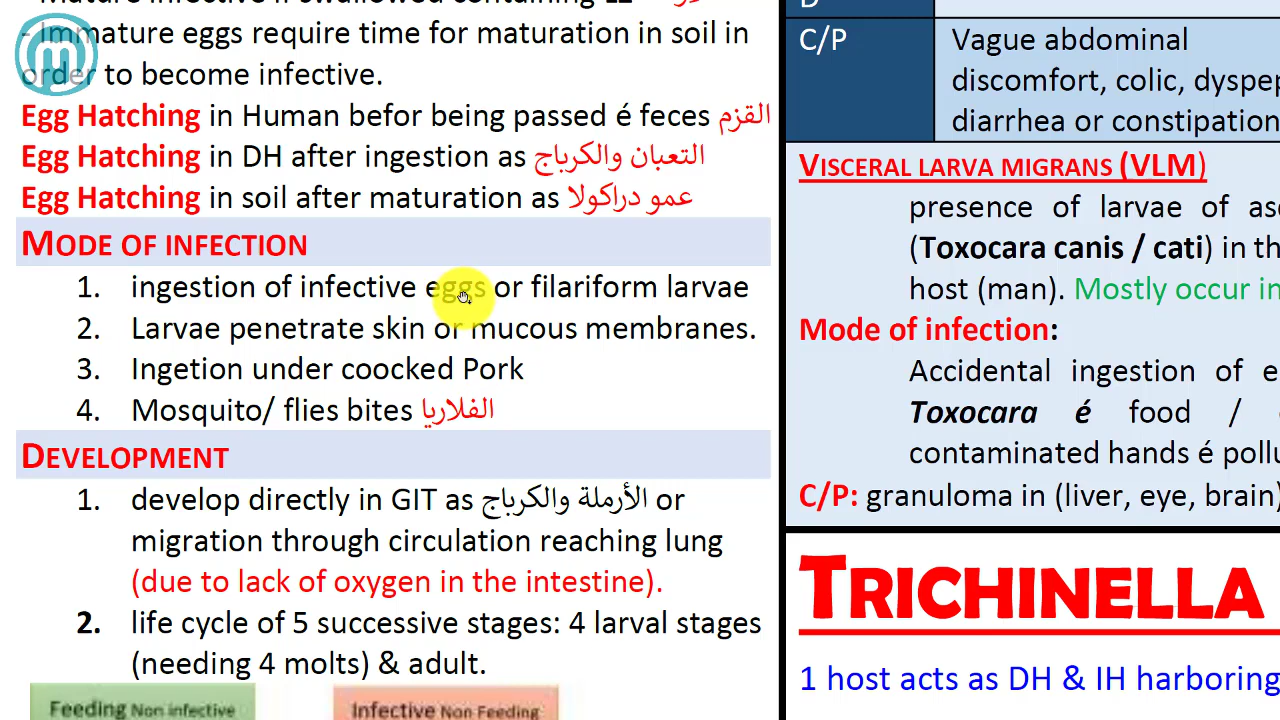 - Mature infective if swallowed containing L2
- Immature eggs require time for maturation in soil in
order to become infective.
Egg Hatching in Human befor being passed é feces القزم
Egg Hatching in DH after ingestion as التعبان والكرباج
Egg Hatching in soil after maturation as عمو دراكولا
MODE OF INFECTION
1. ingestion of infective eggs or filariform larvae
2. Larvae penetrate skin or mucous membranes.
3. Ingetion under coocked Pork
4. Mosquito/ flies bites الفلاريا
DEVELOPMENT
1. develop directly in GIT as الأرملة والكرباج or
migration through circulation reaching lung
(due to lack of oxygen in the intestine).
2. life cycle of 5 successive stages: 4 larval stages
(needing 4 molts) & adult.
Feeding Non infective
Infective Non Feeding
D
C/P Vague abdominal
discomfort, colic, dyspep
diarrhea or constipation
VISCERAL LARVA MIGRANS (VLM)
presence of larvae of asc
(Toxocara canis / cati) in th
host (man). Mostly occur in
Mode of infection:
Accidental ingestion of e
Toxocara é food /
contaminated hands é pollu
C/P: granuloma in (liver, eye, brain)
TRICHINELLA
1 host acts as DH & IH harboring